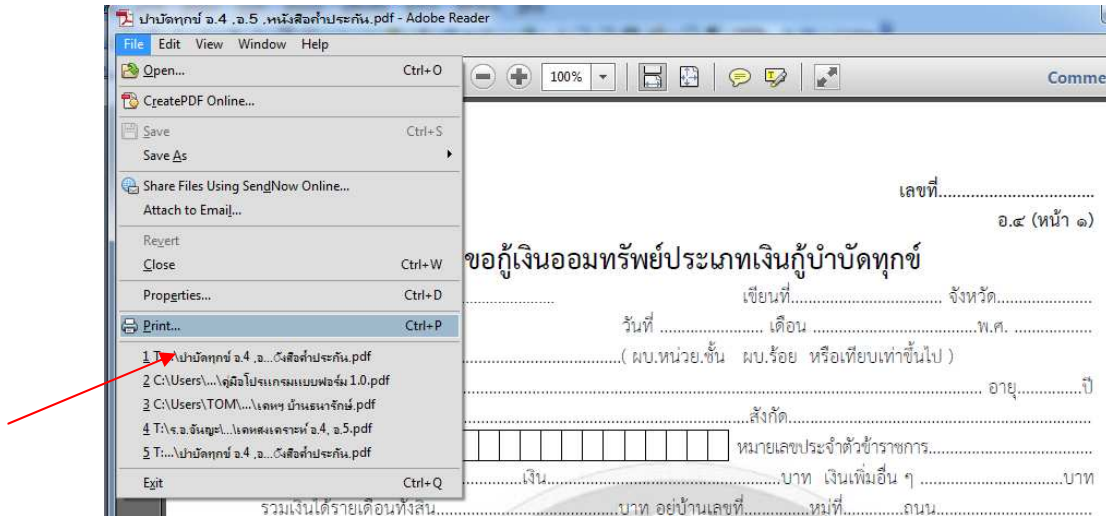 ปาบัดทุกข์ อ.4 .อ.5 .หนังสือค้ำประกัน.pdf - Adobe Reader
File Edit View Window Help
Open... Ctrl+O
100%
Comme
CreatePDF Online...
Save Ctrl+S
Save As
Share Files Using SendNow Online...
Attach to Email...
Revert
Close Ctrl+W
Properties... Ctrl+D
Print... Ctrl+P
1 T:\...\ปาบัดทุกข์ อ.4 .อ...ังสือค้ำประกัน.pdf
2 C:\Users\...\คู่มือโปรแกรมแบบฟอร์ม 1.0.pdf
3 C:\Users\TOM\...\เคหฯ บ้านธนารักษ์.pdf
4 T:\ร.อ.อัษฎะ\...\เคหสงเคราะห์ อ.4, อ.5.pdf
5 T:...\ปาบัดทุกข์ อ.4 .อ...ังสือค้ำประกัน.pdf
Exit Ctrl+Q
เลขที่..................................
อ.๔ (หน้า ๑)
ขอกู้เงินออมทรัพย์ประเภทเงินกู้บำบัดทุกข์
เขียนที่................................. จังหวัด.....................
วันที่ ....................... เดือน ....................................พ.ศ. .................
...................................( ผบ.หน่วย.ชั้น ผบ.ร้อย หรือเทียบเท่าขึ้นไป )
อายุ..............ปี
สังกัด...................................................................
หมายเลขประจำตัวข้าราชการ....................................
...................เงิน...................................................บาท เงินเพิ่มอื่น ๆ ...............................บาท
รวมเงินได้รายเดือนทั้งสิ้น........................................บาท อยู่บ้านเลขที่..............หมู่ที่.............ถนน...................................